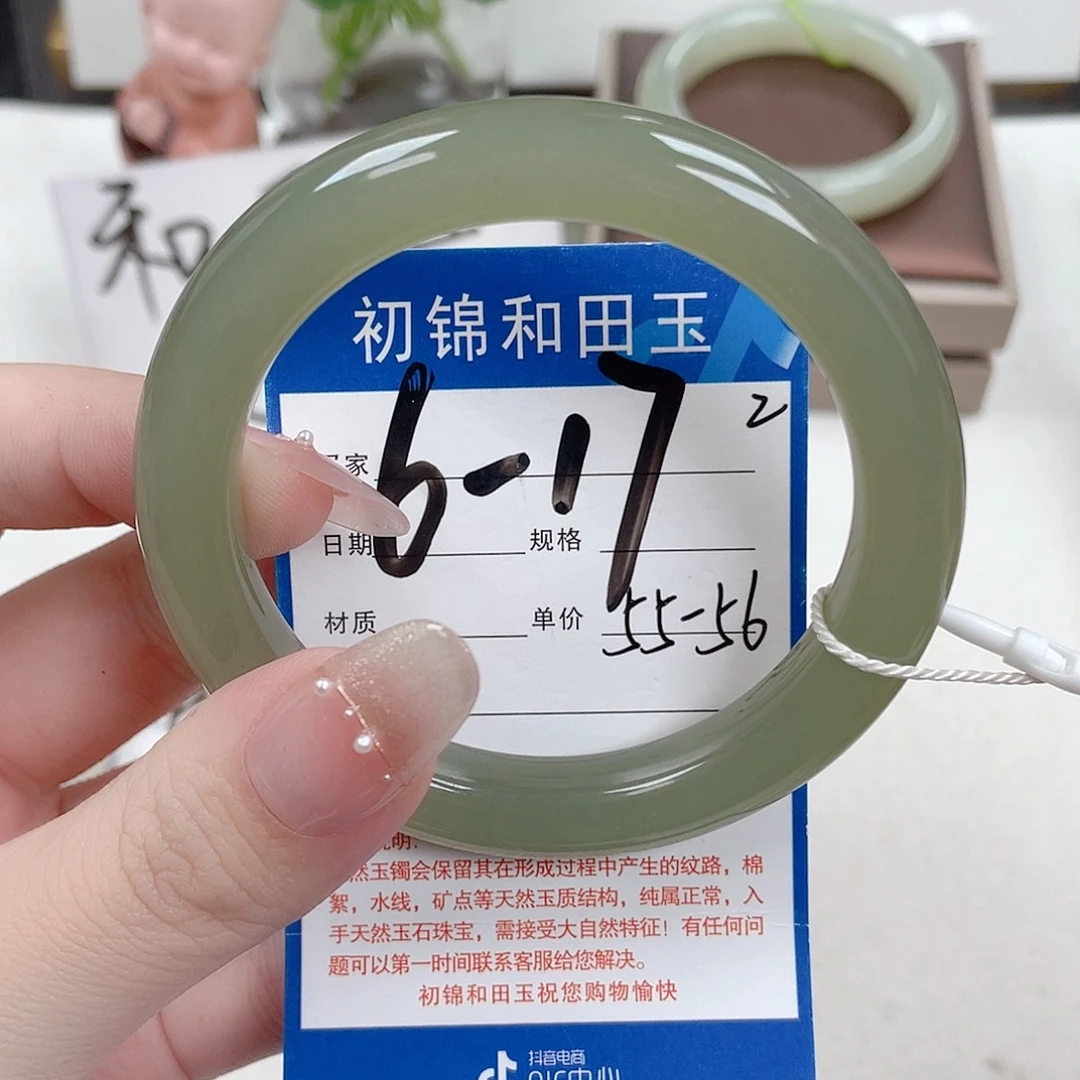 和
初锦和田玉
6-17
2
家
日期
规格
材质
单价
55-56
明:
然玉镯会保留其在形成过程中产生的纹路，棉
絮，水线，矿点等天然玉质结构，纯属正常，入
手天然玉石珠宝，需接受大自然特征！有任何问
题可以第一时间联系客服给您解决。
初锦和田玉祝您购物愉快
抖音电商